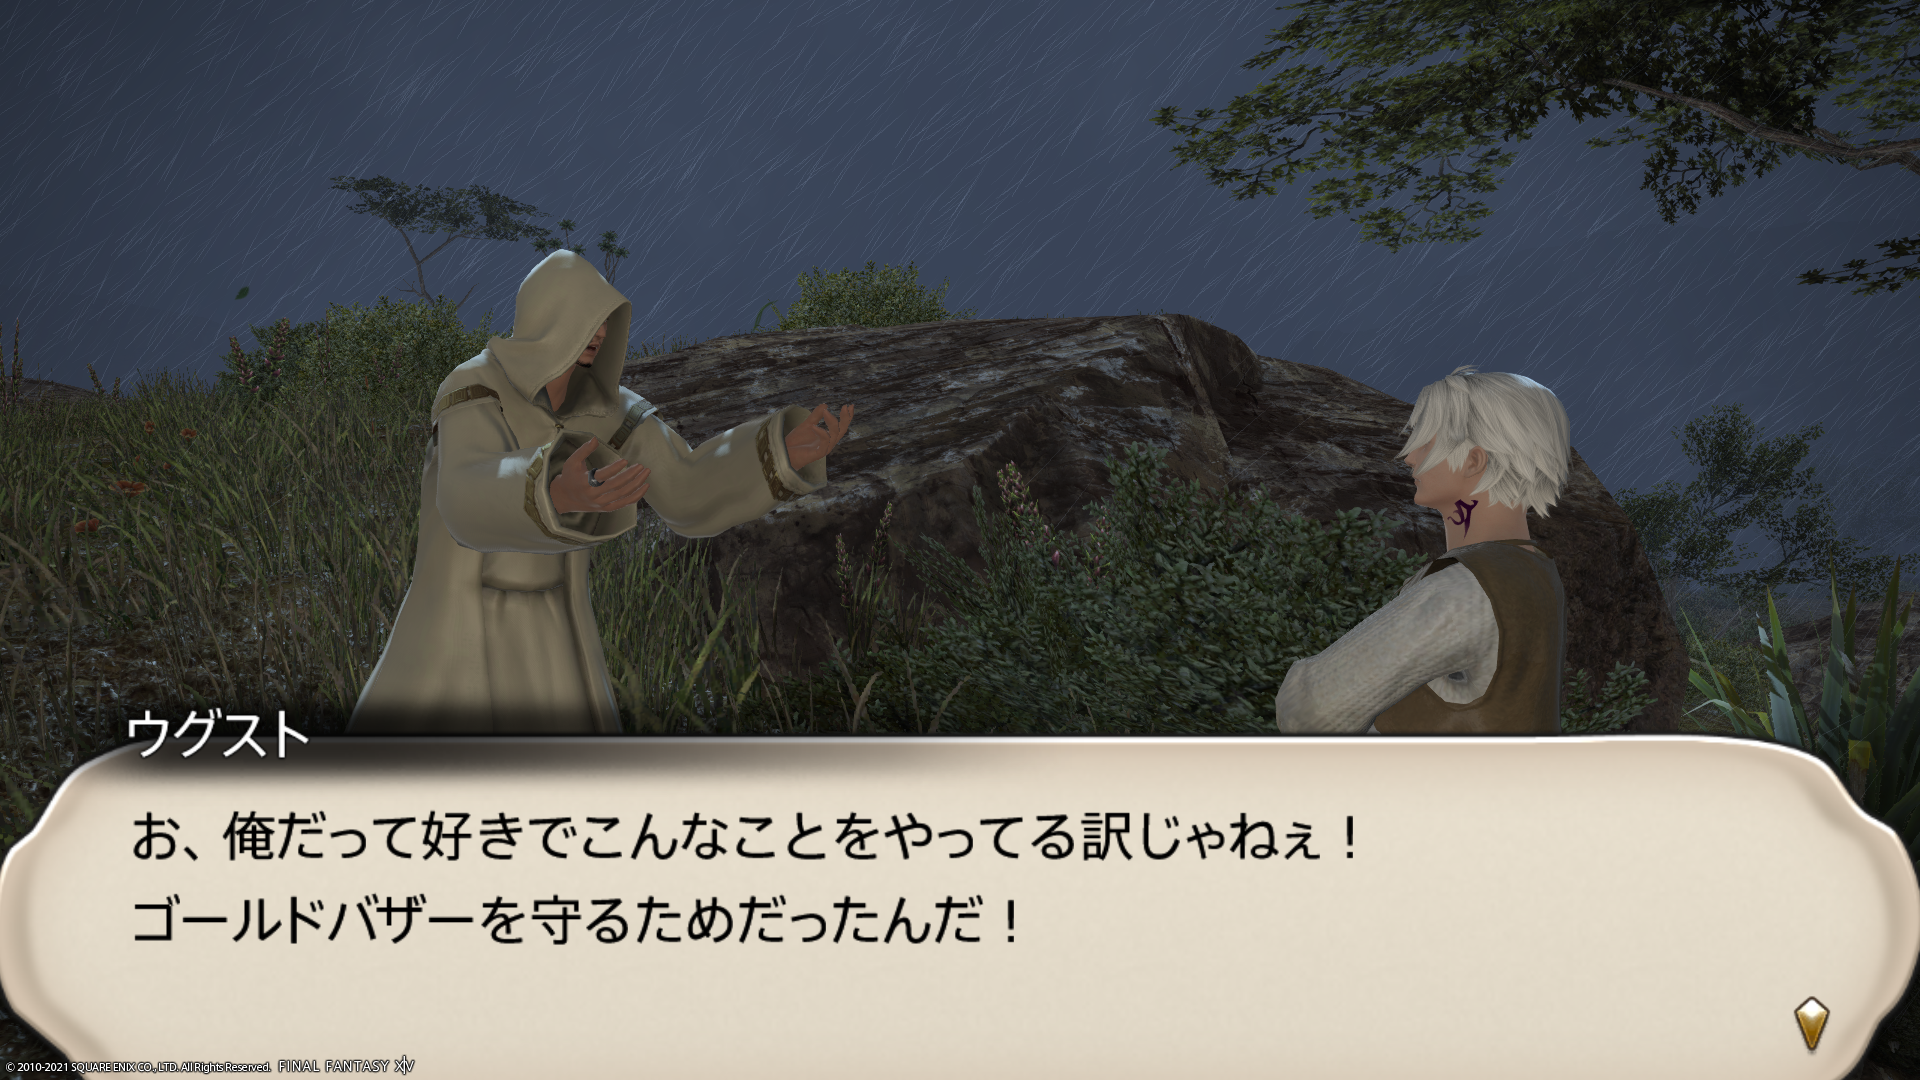 ウグスト
お、俺だって好きでこんなことをやってる訳じゃねぇ！
ゴールドバザーを守るためだったんだ！
© 2010-2021 SQUARE ENIX CO., LTD. All Rights Reserved. FINAL FANTASY XIV